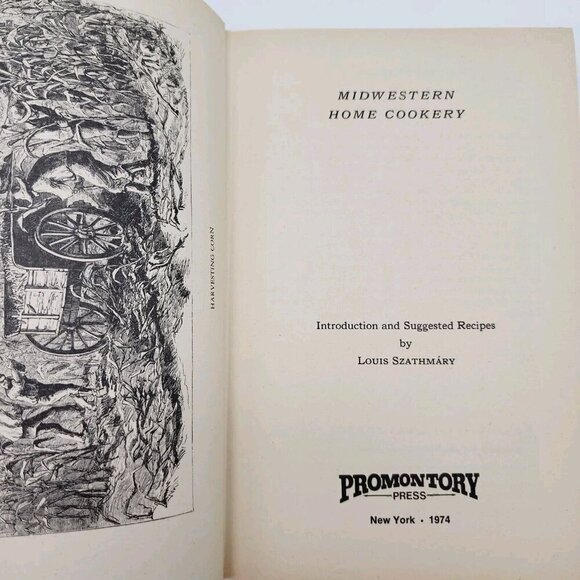 HARVESTING CORN
MIDWESTERN
HOME COOKERY
Introduction and Suggested Recipes
by
LOUIS SZATHMÁRY
PROMONTORY
PRESS
New York · 1974